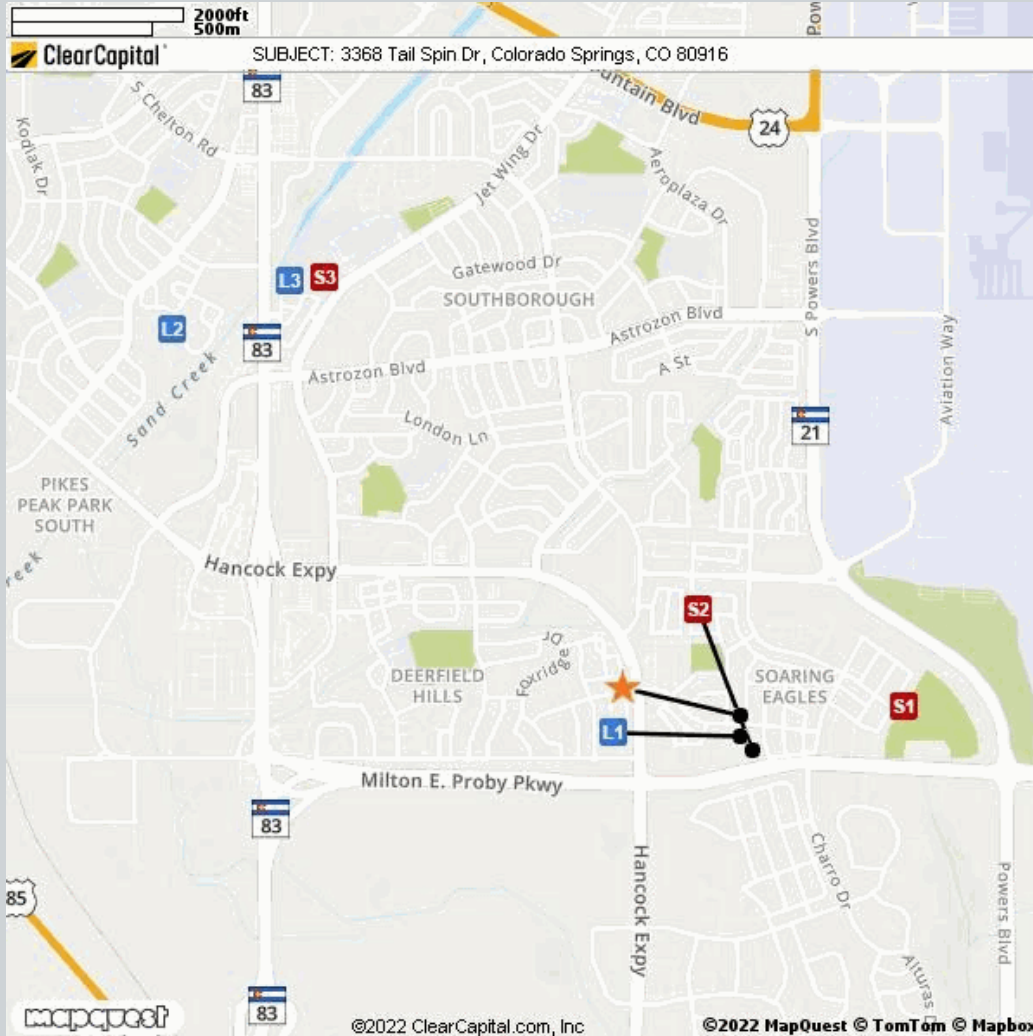 2000ft
500m
ClearCapital
SUBJECT: 3368 Tail Spin Dr, Colorado Springs, CO 80916
83
S Chelton Rd
Kodiak Dr
24
Jet Wing Dr
Aeroplaza Dr
S Powers Blvd
Gatewood Dr
SOUTHBOROUGH
L3
S3
L2
83
Astrozon Blvd
Astrozon Blvd
A St
Aviation Way
Sand Creek
London Ln
21
PIKES
PEAK PARK
SOUTH
Hancock Expy
S2
Foxridge Dr
DEERFIELD
HILLS
SOARING
EAGLES
S1
L1
Milton E. Proby Pkwy
83
Charro Dr
Hancock Expy
Powers Blvd
85
Alturas
83
mapquest
©2022 ClearCapital.com, Inc
©2022 MapQuest © TomTom © Mapbox